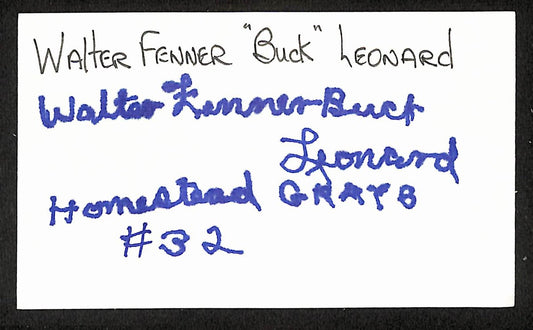 Walter Fenner "Buck" Leonard
Walter Fenner Buck
Leonard
Homestead GRAYS
#32